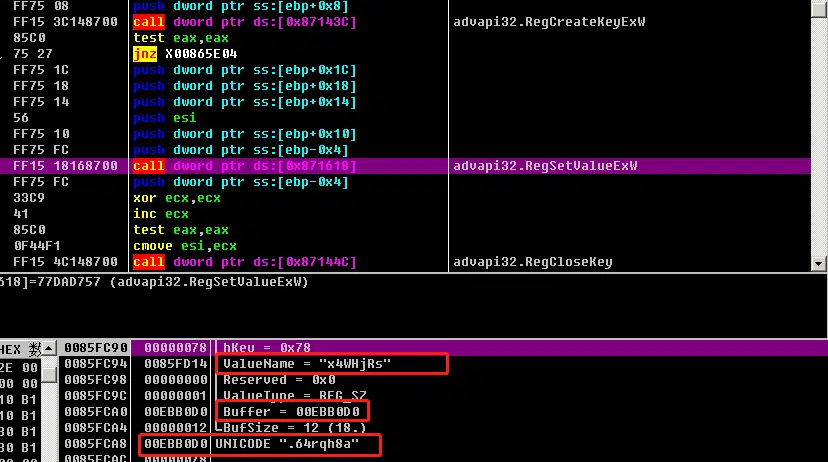 FF75 08 push dword ptr ss:[ebp+0x8]
FF15 3C148700 call dword ptr ds:[0x87143C] advapi32.RegCreateKeyExW
85C0 test eax,eax
75 27 jnz X00865E04
FF75 1C push dword ptr ss:[ebp+0x1C]
FF75 18 push dword ptr ss:[ebp+0x18]
FF75 14 push dword ptr ss:[ebp+0x14]
56 push esi
FF75 10 push dword ptr ss:[ebp+0x10]
FF75 FC push dword ptr ss:[ebp-0x4]
FF15 18168700 call dword ptr ds:[0x871618] advapi32.RegSetValueExW
FF75 FC push dword ptr ss:[ebp-0x4]
33C9 xor ecx,ecx
41 inc ecx
85C0 test eax,eax
0F44F1 cmove esi,ecx
FF15 4C148700 call dword ptr ds:[0x87144C] advapi32.RegCloseKey
618]=77DAD757 (advapi32.RegSetValueExW)
HEX 数 0085FC90 00000078 hKey = 0x78
2E 00 0085FC94 0085FD14 ValueName = "x4WHjRs"
00 00 0085FC98 00000000 Reserved = 0x0
10 B1 0085FC9C 00000001 ValueType = REG_SZ
10 B1 0085FCA0 00EBB0D0 Buffer = 00EBB0D0
30 B1 0085FCA4 00000012 BufSize = 12 (18.)
30 B1 0085FCA8 00EBB0D0 UNICODE ".64rqh8a"
0085FCAC 00000078